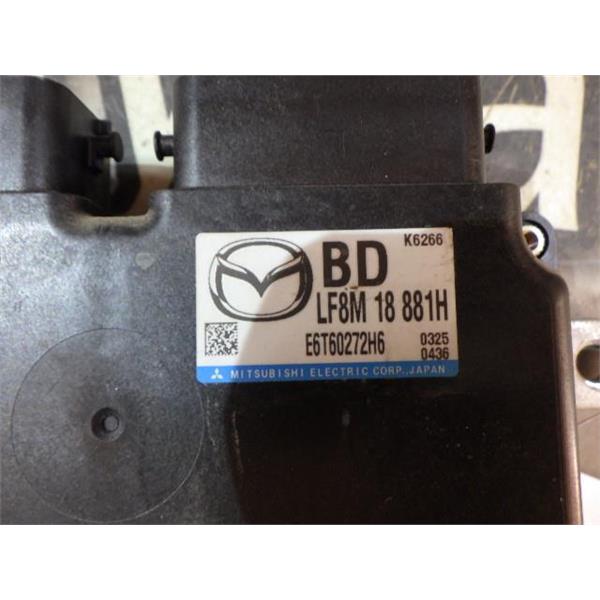 K6266
BD
LF8M 18 881H
E6T60272H6
0325
0436
MITSUBISHI ELECTRIC CORP.,JAPAN